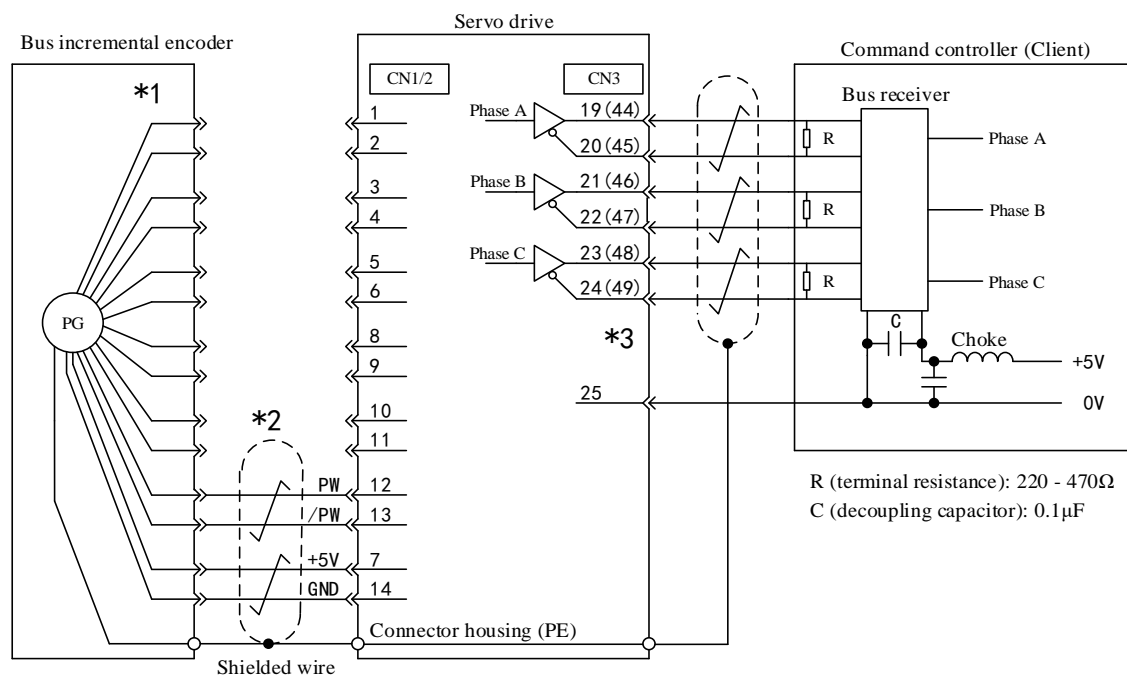 Servo drive
Bus incremental encoder
Command controller (Client)
*1
CN1/2
CN3
Bus receiver
1
2
3
4
5
6
8
9
10
11
Phase A
19(44)
20(45)
R
Phase A
Phase B
21(46)
22(47)
R
Phase B
Phase C
23(48)
24(49)
R
Phase C
PG
*3
C
Choke
+5V
25
0V
*2
PW
12
/PW
13
+5V
7
GND
14
R (terminal resistance): 220 - 470Ω
C (decoupling capacitor): 0.1μF
Connector housing (PE)
Shielded wire